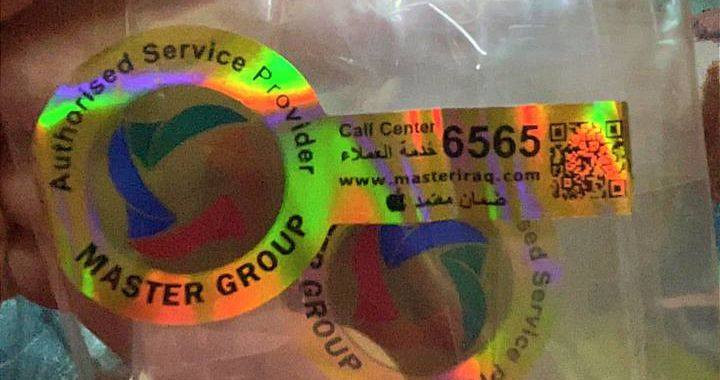 Authorised Service Provider
MASTER GROUP
Call Center 6565
خدمة العملاء
www.masteriraq.com
ضمان معتمد
GROUP
ed Service P